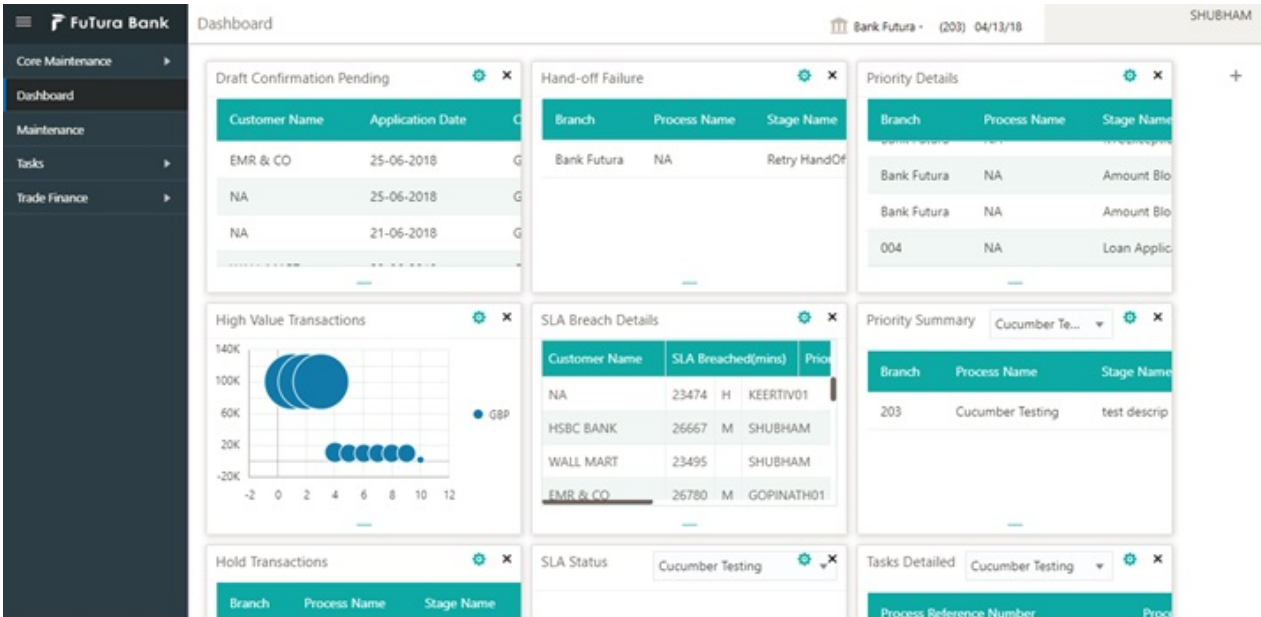 FuTura Bank
Dashboard
Bank Futura - (203) 04/13/18
SHUBHAM
Core Maintenance
Dashboard
Maintenance
Tasks
Trade Finance
Draft Confirmation Pending
Customer Name Application Date C
EMR & CO 25-06-2018 G
NA 25-06-2018 G
NA 21-06-2018 G
Hand-off Failure
Branch Process Name Stage Name
Bank Futura NA Retry HandOf
Priority Details
Branch Process Name Stage Name
Bank Futura NA Amount Blo
Bank Futura NA Amount Blo
004 NA Loan Applic
High Value Transactions
140K
100K
60K
20K
-20K
-2 0 2 4 6 8 10 12
GBP
SLA Breach Details
Customer Name SLA Breached(mins) Prior
NA 23474 H KEERTIV01
HSBC BANK 26667 M SHUBHAM
WALL MART 23495 SHUBHAM
EMR & CO 26780 M GOPINATH01
Priority Summary Cucumber Te...
Branch Process Name Stage Name
203 Cucumber Testing test descrip
Hold Transactions
Branch Process Name Stage Name
SLA Status Cucumber Testing
Tasks Detailed Cucumber Testing
Process Reference Number Proce